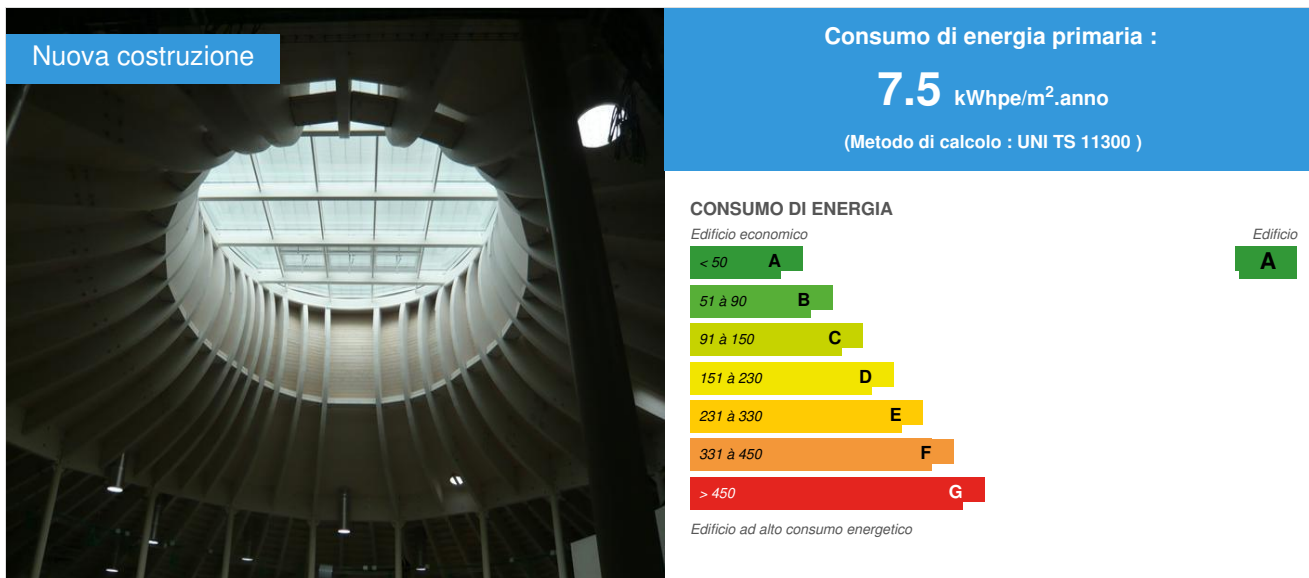 Nuova costruzione
Consumo di energia primaria :
7.5 kWhpe/m².anno
(Metodo di calcolo : UNI TS 11300 )
CONSUMO DI ENERGIA
Edificio economico
Edificio
< 50 A
A
51 à 90 B
91 à 150 C
151 à 230 D
231 à 330 E
331 à 450 F
> 450 G
Edificio ad alto consumo energetico